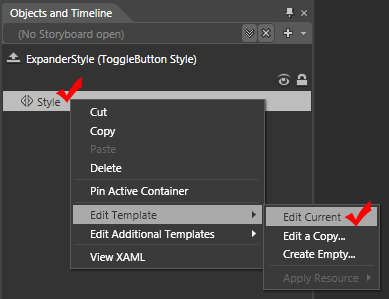 Objects and Timeline
(No Storyboard open)
ExpanderStyle (ToggleButton Style)
Style
Cut
Copy
Paste
Delete
Pin Active Container
Edit Template
Edit Additional Templates
View XAML
Edit Current
Edit a Copy...
Create Empty...
Apply Resource